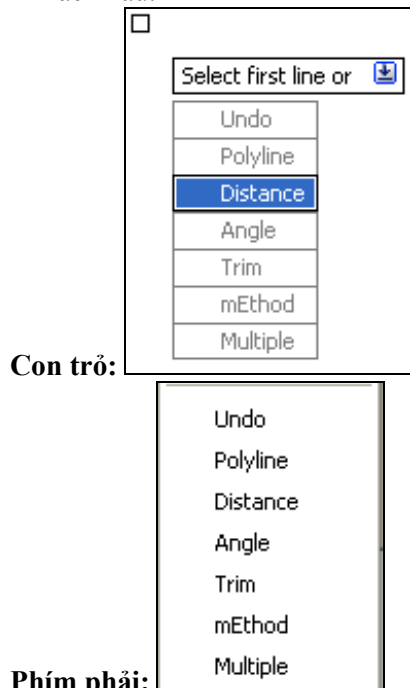 Select first line or
Undo
Polyline
Distance
Angle
Trim
mEthod
Multiple
Con trỏ:
Undo
Polyline
Distance
Angle
Trim
mEthod
Multiple
Phím phải: